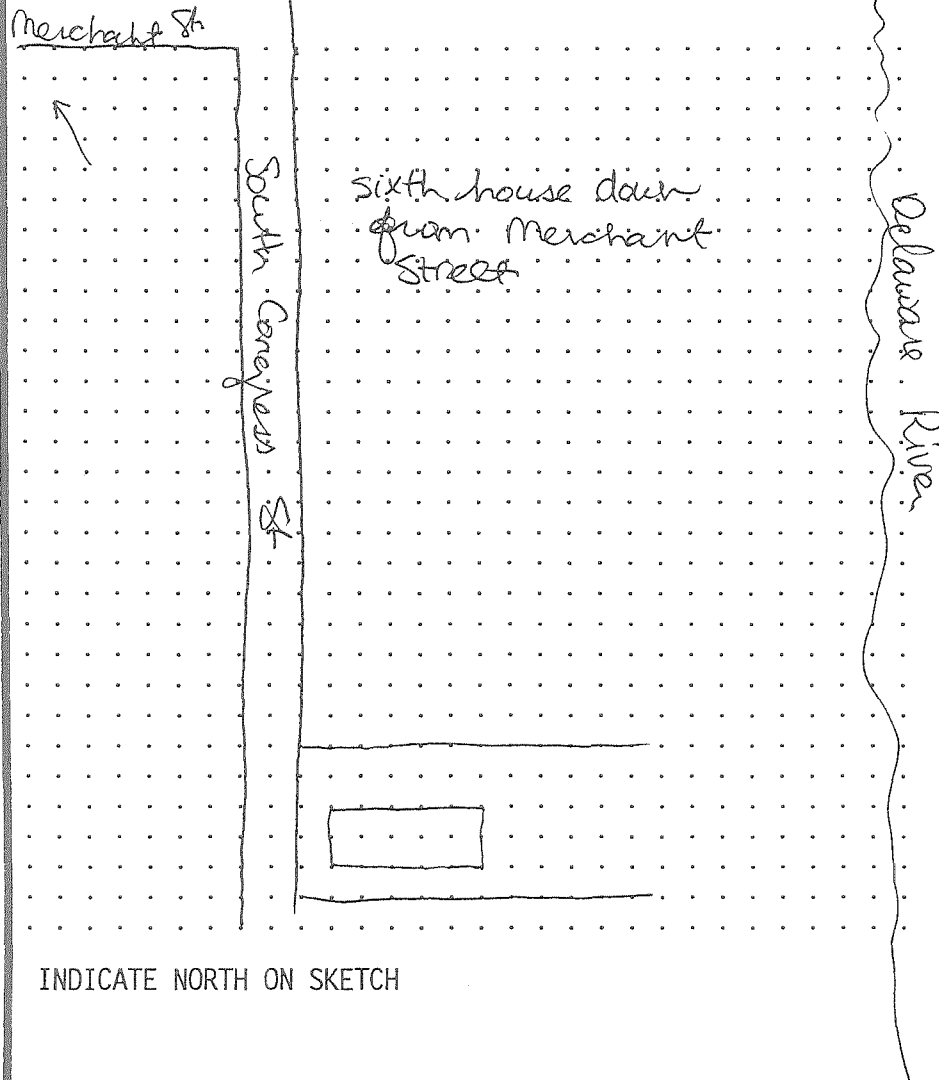 Merchant St
South Congress St
sixth house down
from Merchant
Street
Delaware River
INDICATE NORTH ON SKETCH